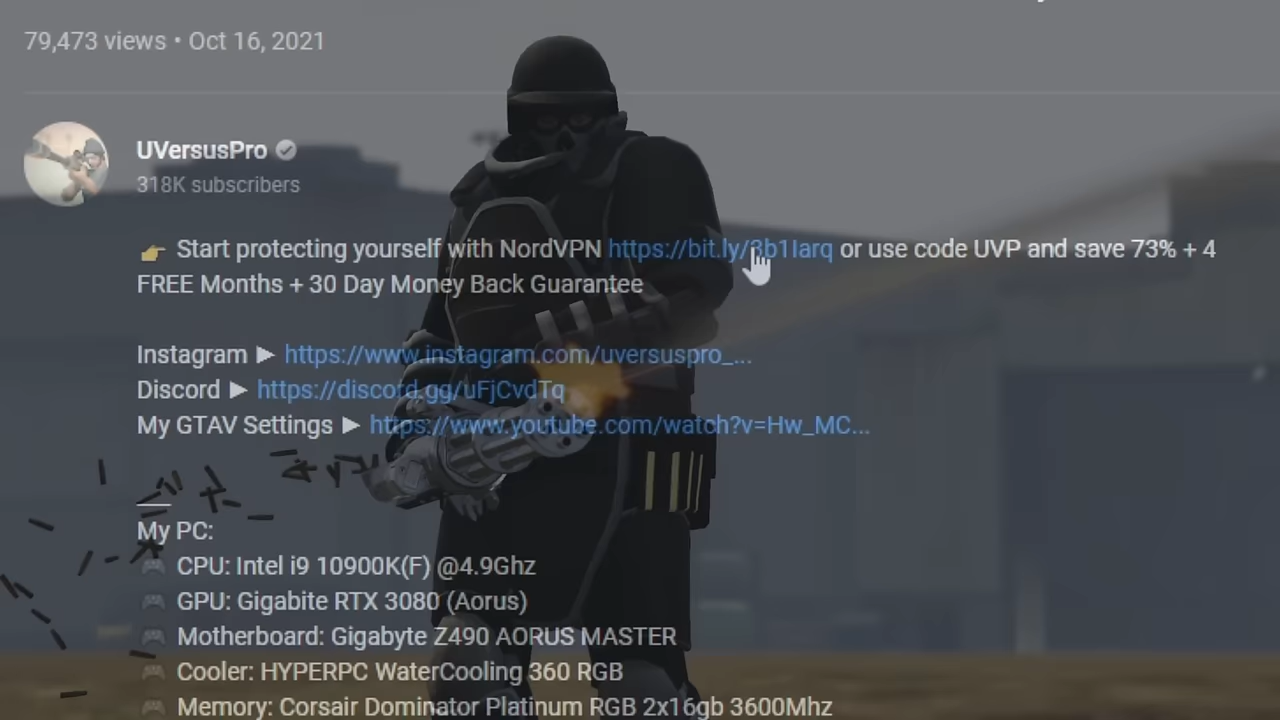 79,473 views • Oct 16, 2021
UVersusPro
318K subscribers
👉 Start protecting yourself with NordVPN https://bit.ly/3b1Iarq or use code UVP and save 73% + 4
FREE Months + 30 Day Money Back Guarantee
Instagram ► https://www.instagram.com/uversuspro_...
Discord ► https://discord.gg/uFjCvdTq
My GTAV Settings ► https://www.youtube.com/watch?v=Hw_MC...
__
My PC:
🎮 CPU: Intel i9 10900K(F) @4.9Ghz
🎮 GPU: Gigabite RTX 3080 (Aorus)
🎮 Motherboard: Gigabyte Z490 AORUS MASTER
🎮 Cooler: HYPERPC WaterCooling 360 RGB
🎮 Memory: Corsair Dominator Platinum RGB 2x16gb 3600Mhz